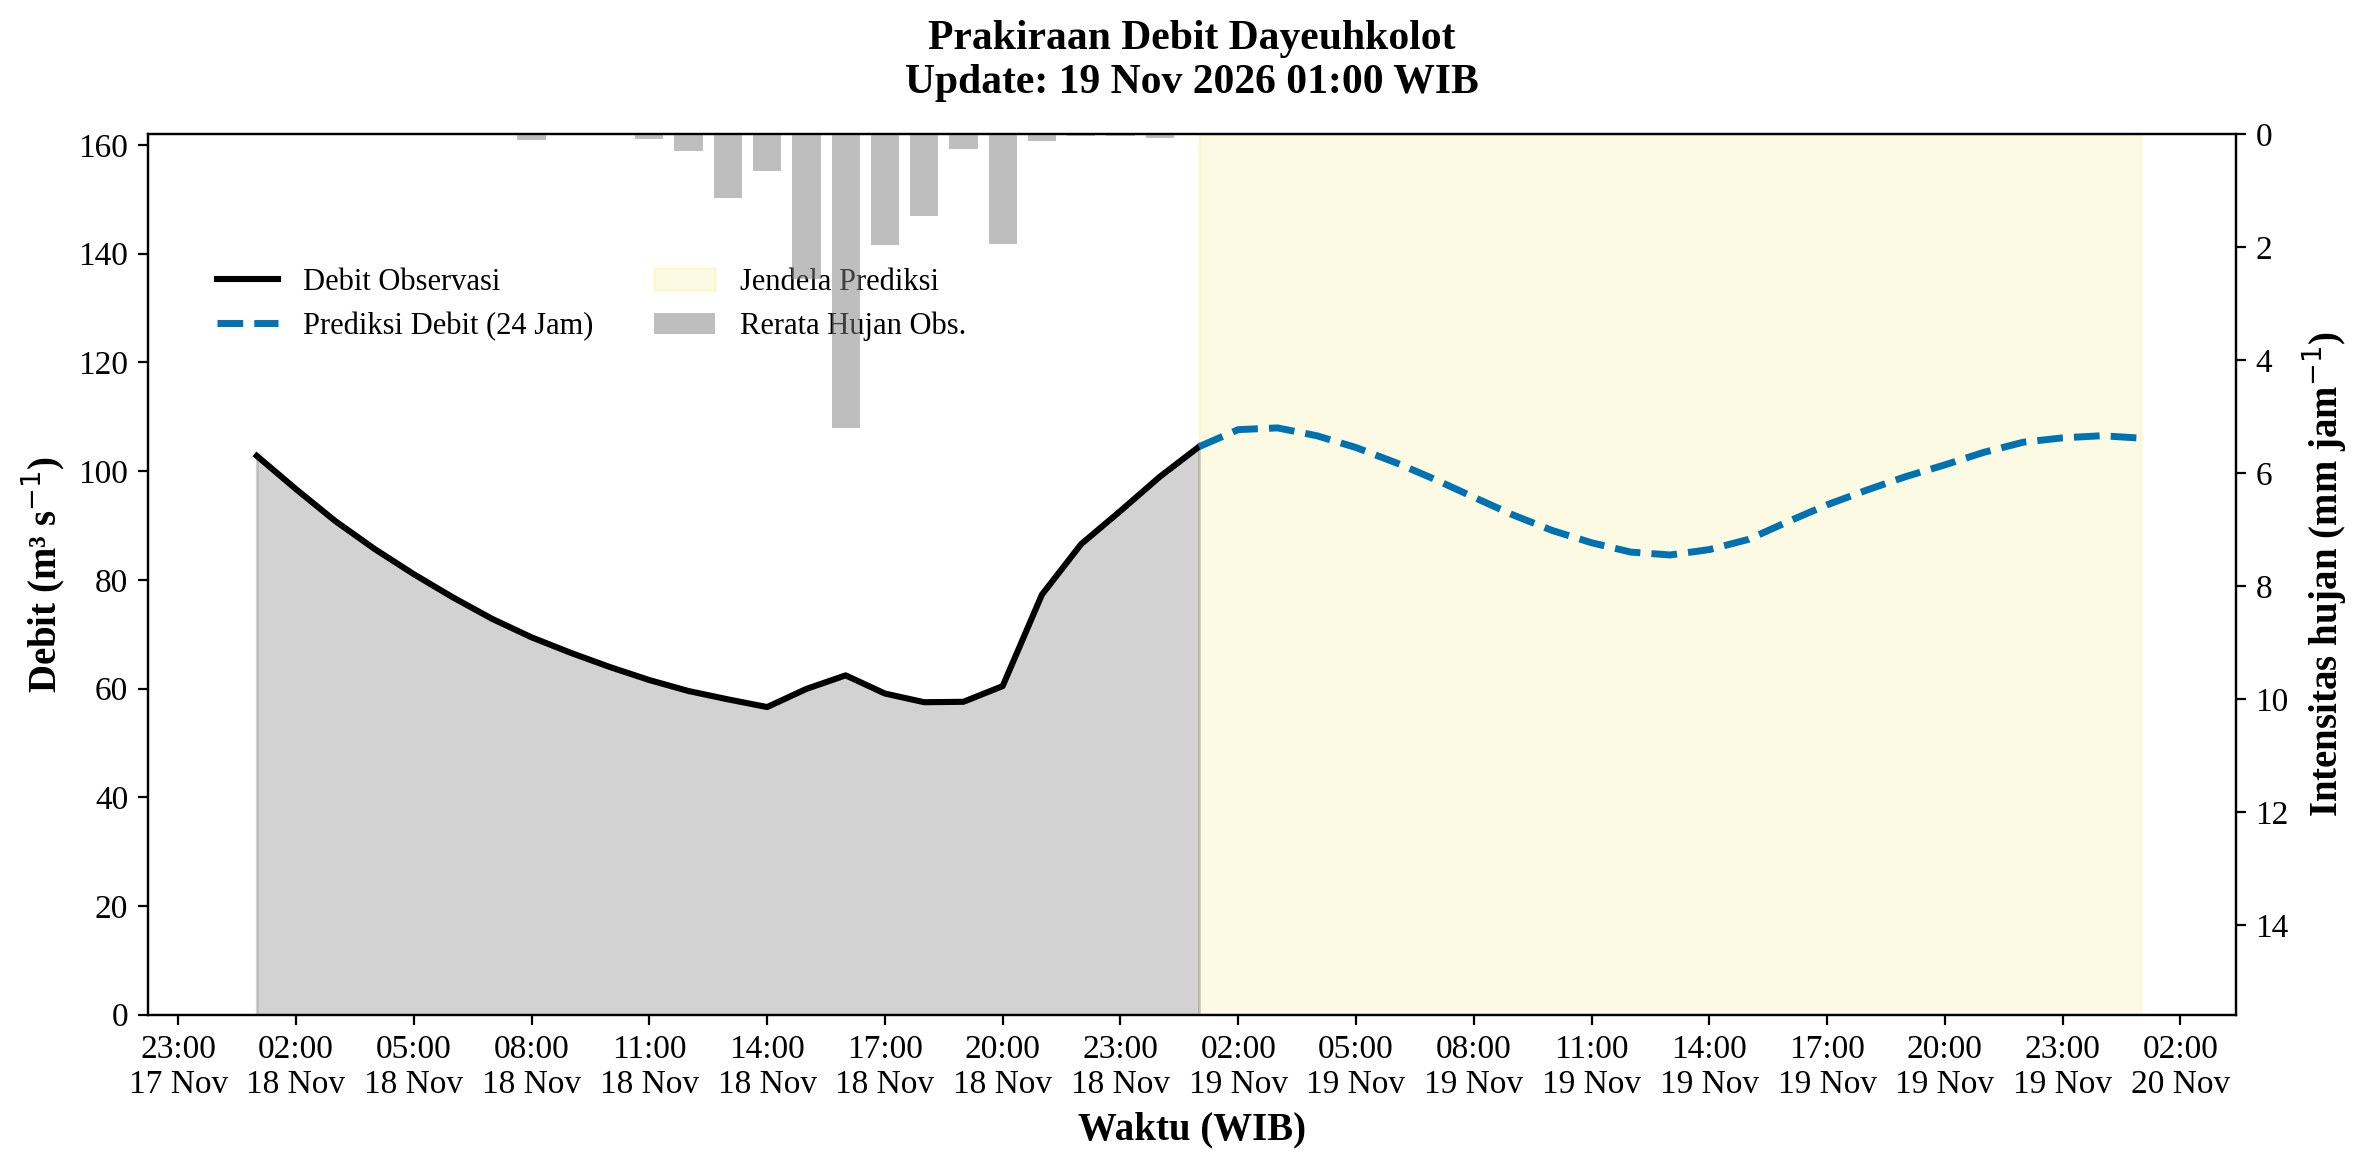 Prakiraan Debit Dayeuhkolot
Update: 19 Nov 2026 01:00 WIB
160
140
120
100
80
60
40
20
0
Debit (m³ s⁻¹)
Debit Observasi
Prediksi Debit (24 Jam)
Jendela Prediksi
Rerata Hujan Obs.
0
2
4
6
8
10
12
14
Intensitas hujan (mm jam⁻¹)
23:00 02:00 05:00 08:00 11:00 14:00 17:00 20:00 23:00 02:00 05:00 08:00 11:00 14:00 17:00 20:00 23:00 02:00
17 Nov 18 Nov 18 Nov 18 Nov 18 Nov 18 Nov 18 Nov 18 Nov 18 Nov 19 Nov 19 Nov 19 Nov 19 Nov 19 Nov 19 Nov 19 Nov 19 Nov 20 Nov
Waktu (WIB)